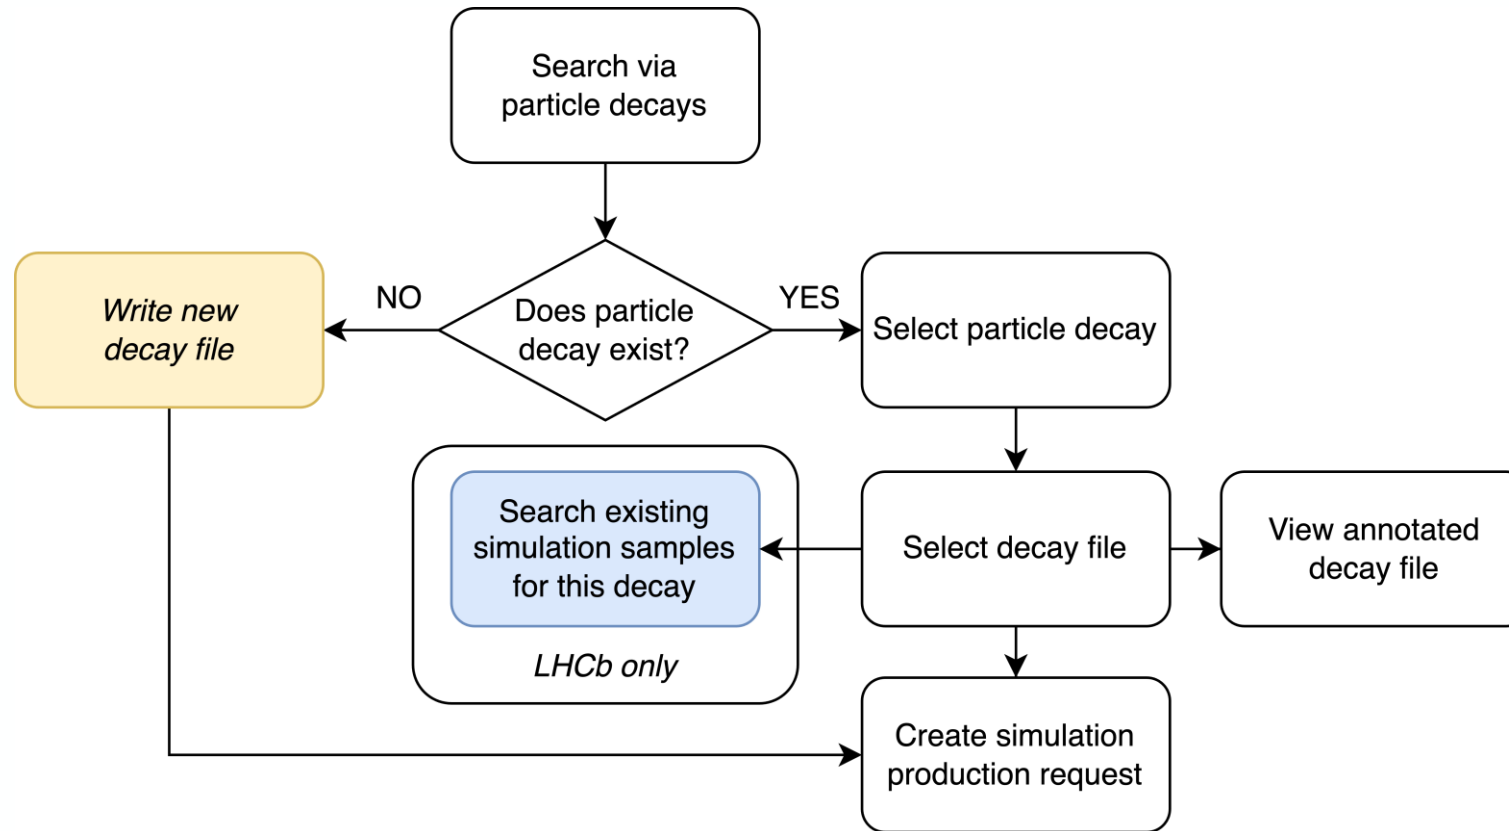 Search via
particle decays
NO
YES
Write new
decay file
Does particle
decay exist?
Select particle decay
Search existing
simulation samples
for this decay
LHCb only
Select decay file
View annotated
decay file
Create simulation
production request